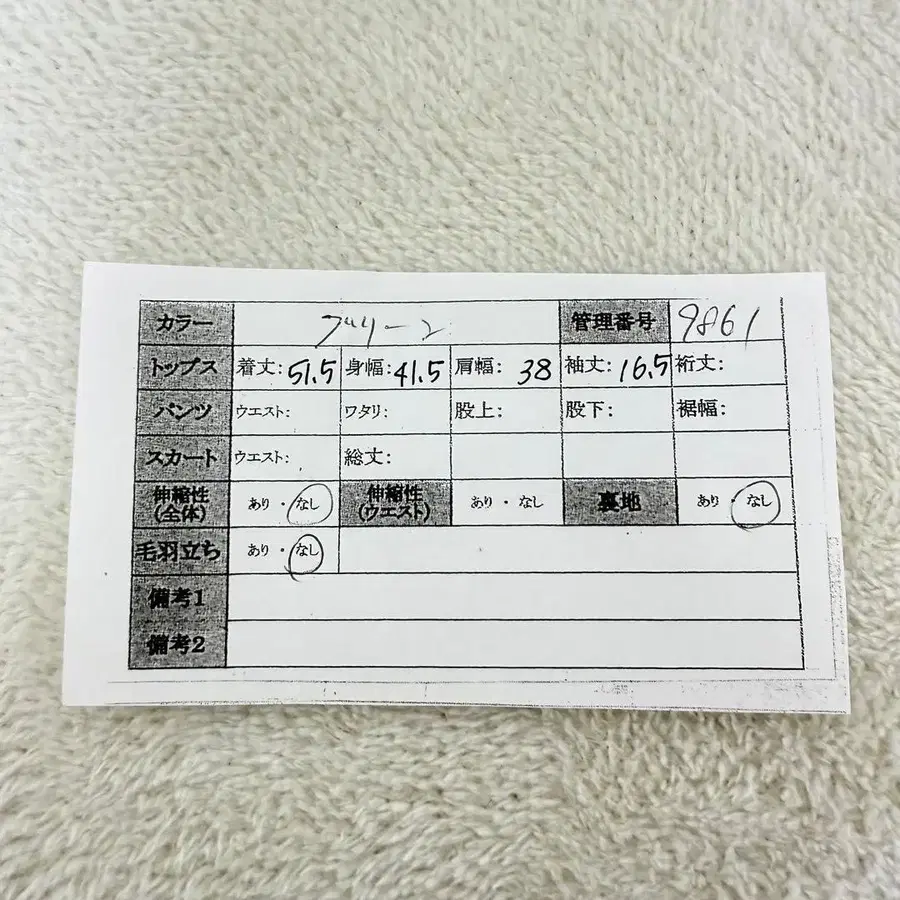 カラー グリーン 管理番号 9861
トップス 着丈: 51.5 身幅: 41.5 肩幅: 38 袖丈: 16.5 裄丈:
パンツ ウエスト: ワタリ: 股上: 股下: 裾幅:
スカート ウエスト: 総丈:
伸縮性(全体) あり・なし 伸縮性(ウエスト) あり・なし 裏地 あり・なし
毛羽立ち あり・なし
備考1
備考2